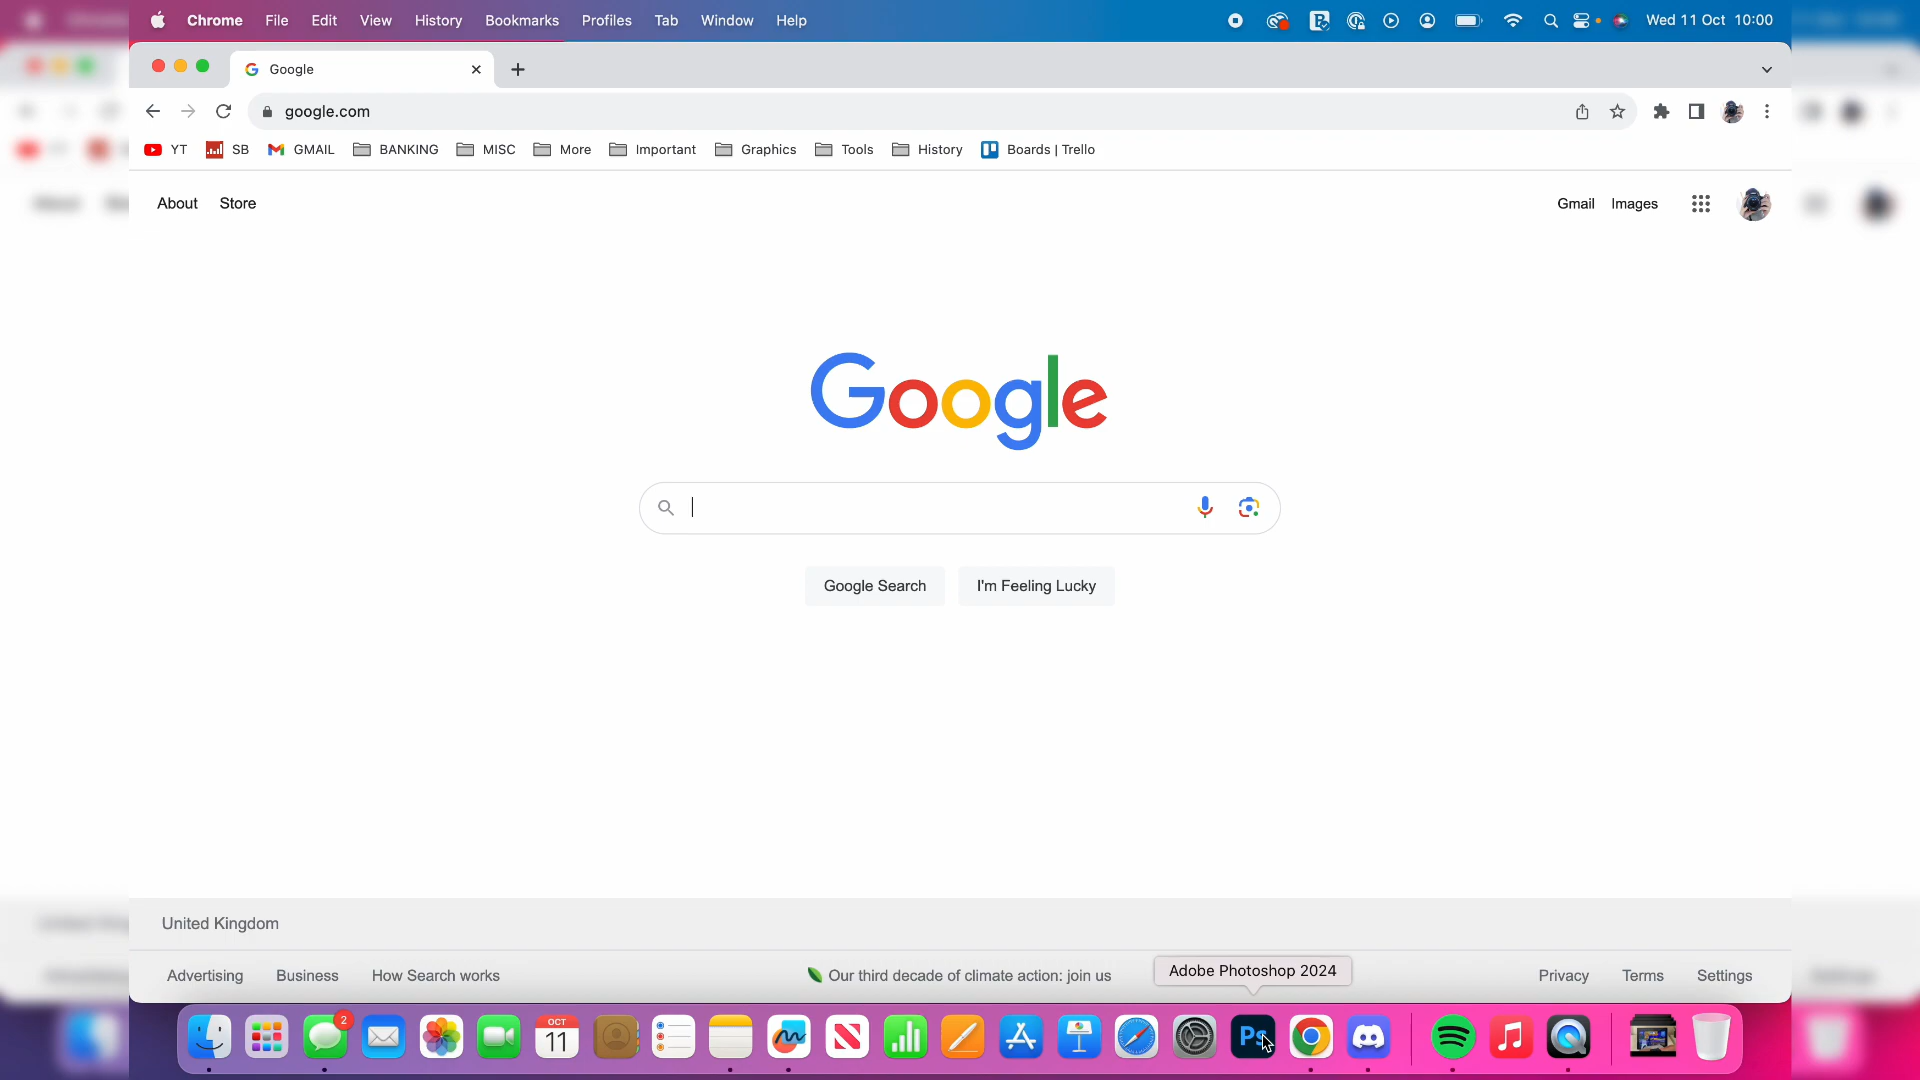 Chrome File Edit View History Bookmarks Profiles Tab Window Help Wed 11 Oct 10:00
Google
google.com
YT SB GMAIL BANKING MISC More Important Graphics Tools History Boards | Trello
About Store Gmail Images
Google
Google Search I'm Feeling Lucky
United Kingdom
Advertising Business How Search works Our third decade of climate action: join us Adobe Photoshop 2024 Privacy Terms Settings
2
OCT
11
Ps